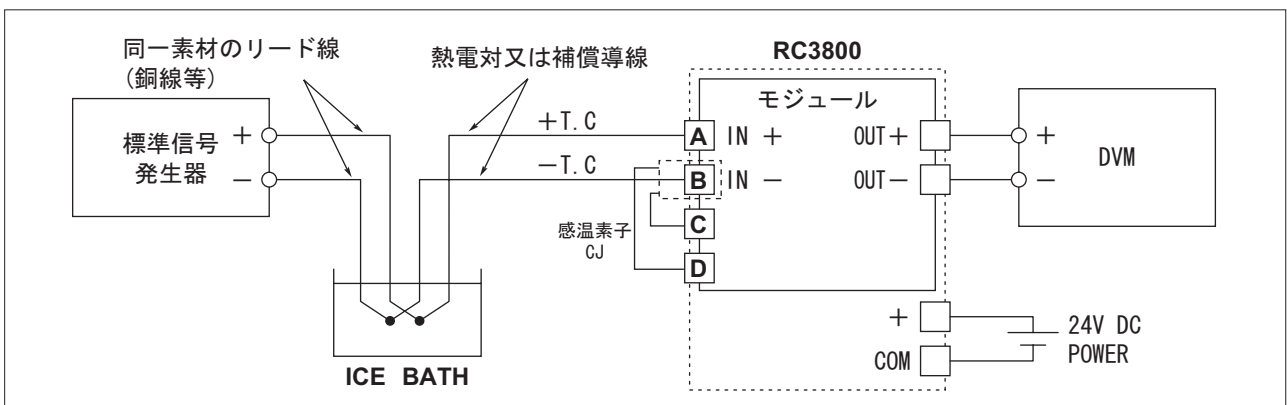 同一素材のリード線
(銅線等)
熱電対又は補償導線
RC3800
モジュール
標準信号
発生器
+
−
+T.C
−T.C
A IN +
B IN −
C
D
感温素子
CJ
OUT+
OUT−
+
−
DVM
ICE BATH
+
COM
24V DC
POWER